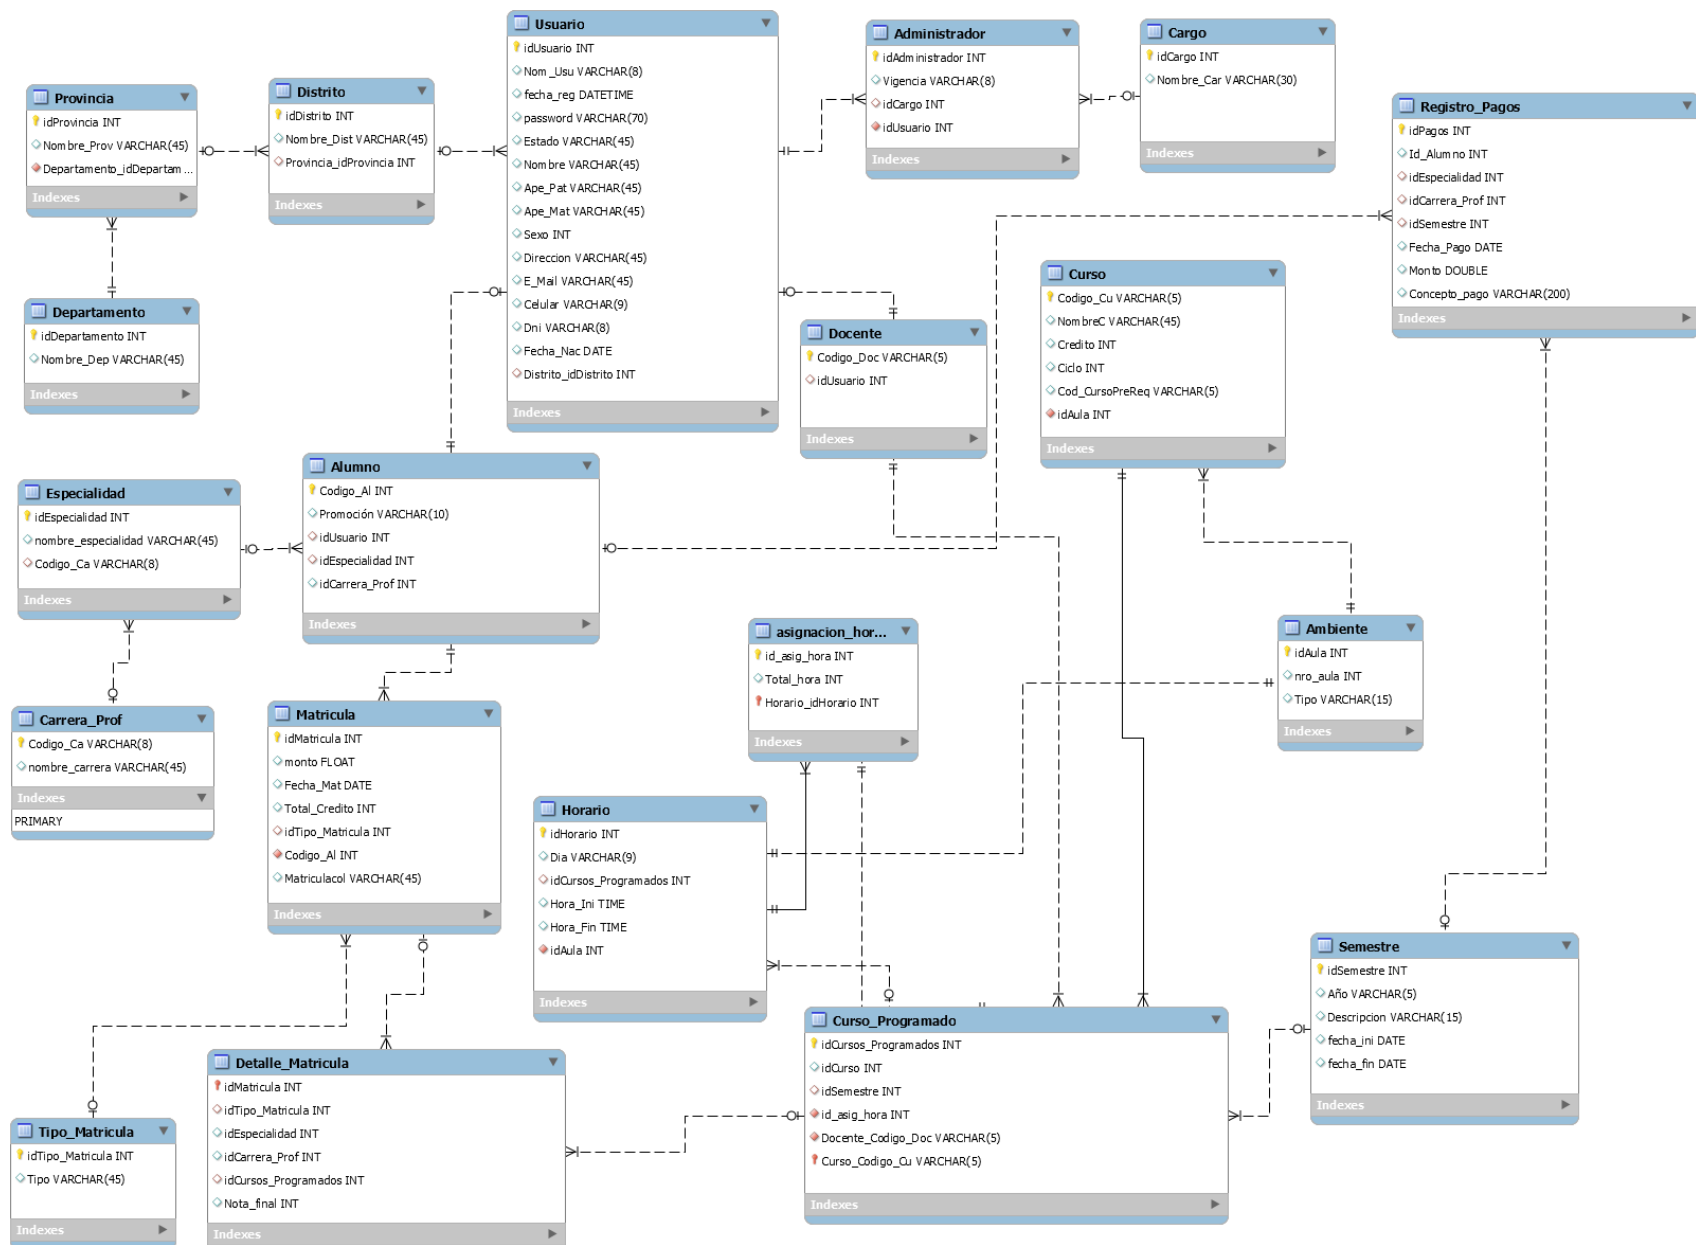 Usuario
idUsuario INT
Nom_Usu VARCHAR(8)
fecha_reg DATETIME
password VARCHAR(70)
Estado VARCHAR(45)
Nombre VARCHAR(45)
Ape_Pat VARCHAR(45)
Ape_Mat VARCHAR(45)
Sexo INT
Direccion VARCHAR(45)
E_Mail VARCHAR(45)
Celular VARCHAR(9)
Dni VARCHAR(8)
Fecha_Nac DATE
Distrito_idDistrito INT
Indexes
Administrador
idAdministrador INT
Vigencia VARCHAR(8)
idCargo INT
idUsuario INT
Indexes
Cargo
idCargo INT
Nombre_Car VARCHAR(30)
Indexes
Provincia
idProvincia INT
Nombre_Prov VARCHAR(45)
Departamento_idDepartam...
Indexes
Distrito
idDistrito INT
Nombre_Dist VARCHAR(45)
Provincia_idProvincia INT
Indexes
Registro_Pagos
idPagos INT
Id_Alumno INT
idEspecialidad INT
idCarrera_Prof INT
idSemestre INT
Fecha_Pago DATE
Monto DOUBLE
Concepto_pago VARCHAR(200)
Indexes
Departamento
idDepartamento INT
Nombre_Dep VARCHAR(45)
Indexes
Docente
Codigo_Doc VARCHAR(5)
idUsuario INT
Indexes
Curso
Codigo_Cu VARCHAR(5)
NombreC VARCHAR(45)
Credito INT
Ciclo INT
Cod_CursoPreReq VARCHAR(5)
idAula INT
Indexes
Especialidad
idEspecialidad INT
nombre_especialidad VARCHAR(45)
Codigo_Ca VARCHAR(8)
Indexes
Alumno
Codigo_Al INT
Promoción VARCHAR(10)
idUsuario INT
idEspecialidad INT
idCarrera_Prof INT
Indexes
asignacion_hor...
id_asig_hora INT
Total_hora INT
Horario_idHorario INT
Indexes
Ambiente
idAula INT
nro_aula INT
Tipo VARCHAR(15)
Indexes
Carrera_Prof
Codigo_Ca VARCHAR(8)
nombre_carrera VARCHAR(45)
Indexes
PRIMARY
Matricula
idMatricula INT
monto FLOAT
Fecha_Mat DATE
Total_Credito INT
idTipo_Matricula INT
Codigo_Al INT
Matriculacol VARCHAR(45)
Indexes
Horario
idHorario INT
Dia VARCHAR(9)
idCursos_Programados INT
Hora_Ini TIME
Hora_Fin TIME
idAula INT
Indexes
Semestre
idSemestre INT
Año VARCHAR(5)
Descripcion VARCHAR(15)
fecha_ini DATE
fecha_fin DATE
Indexes
Curso_Programado
idCursos_Programados INT
idCurso INT
idSemestre INT
id_asig_hora INT
Docente_Codigo_Doc VARCHAR(5)
Curso_Codigo_Cu VARCHAR(5)
Indexes
Detalle_Matricula
idMatricula INT
idTipo_Matricula INT
idEspecialidad INT
idCarrera_Prof INT
idCursos_Programados INT
Nota_final INT
Indexes
Tipo_Matricula
idTipo_Matricula INT
Tipo VARCHAR(45)
Indexes